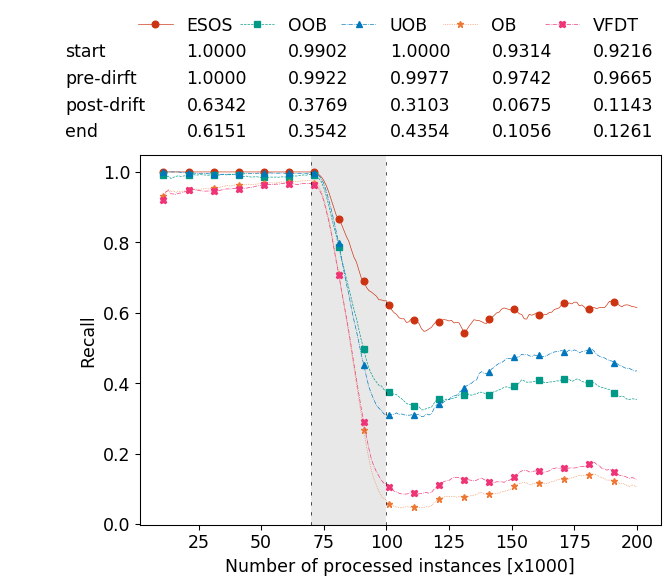 ESOS OOB UOB OB VFDT
start 1.0000 0.9902 1.0000 0.9314 0.9216
pre-dirft 1.0000 0.9922 0.9977 0.9742 0.9665
post-drift 0.6342 0.3769 0.3103 0.0675 0.1143
end 0.6151 0.3542 0.4354 0.1056 0.1261
1.0
0.8
0.6
0.4
0.2
0.0
Recall
25 50 75 100 125 150 175 200
Number of processed instances [x1000]